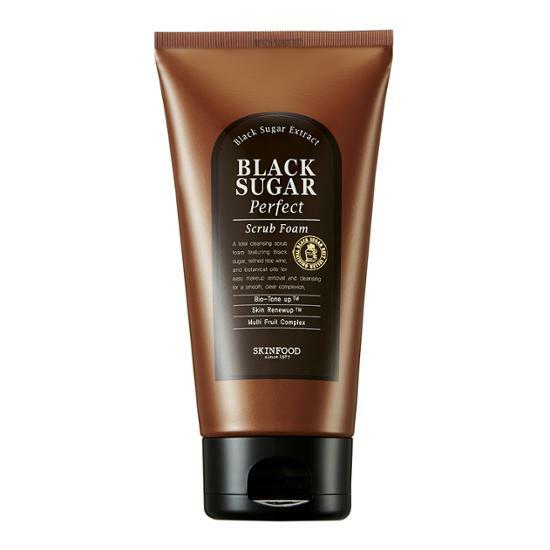 Black Sugar Extract
BLACK
SUGAR
Perfect
Scrub Foam
A total cleansing scrub
foam featuring black
sugar, refined rice wine,
and botanical oils for
easy makeup removal and cleansing
for a smooth, clear complexion.
Bio-Tone up™
Skin Renewup™
Multi Fruit Complex
SKINFOOD
since 1957